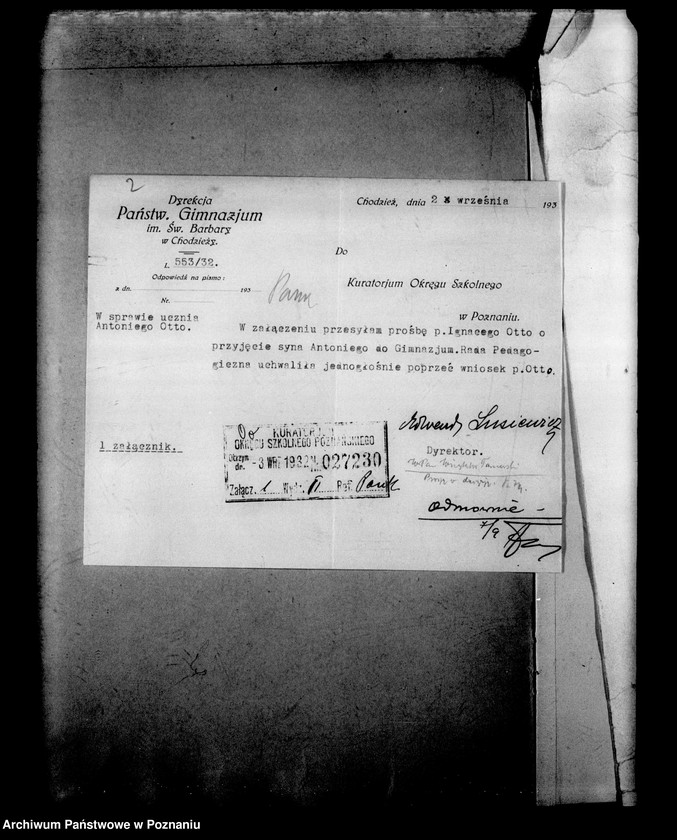 2
Dyrekcja
Państw. Gimnazjum
im. Św. Barbary
w Chodzieży.
L. 553/32.
Odpowiedź na pismo:
z dn. 193
Nr.
Chodzież, dnia 2 września 193
Do
Kuratorjum Okręgu Szkolnego
w Poznaniu.
W sprawie ucznia
Antoniego Otto.
W załączeniu przesyłam prośbę p.Ignacego Otto o
przyjęcie syna Antoniego do Gimnazjum.Rada Pedago-
giczna uchwaliła jednogłośnie poprzeć wniosek p.Otto.
1 załącznik.
KURATORJUM
OKRĘGU SZKOLNEGO POZNAŃSKIEGO
Otrzym.
dn. -3 WRZ 1932 N. 027230
Załącz. 1 Wydz. II Ref.
Dyrektor.
odmownie -
7/9
Archiwum Państwowe w Poznaniu